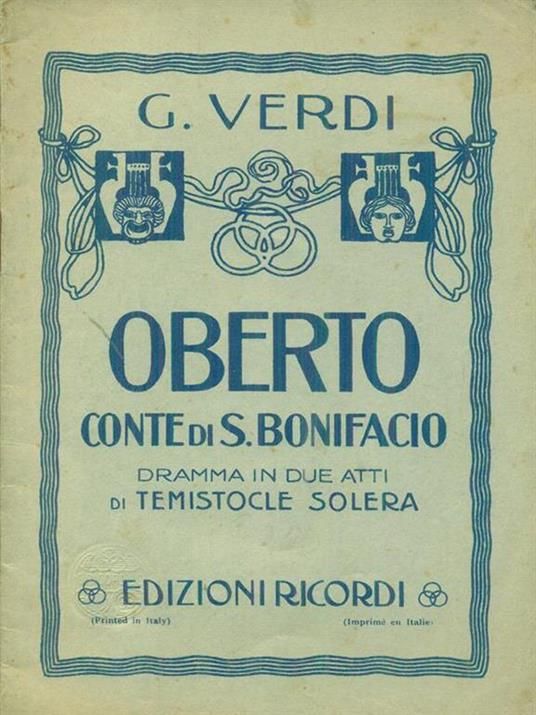 G. VERDI
OBERTO
CONTE DI S. BONIFACIO
DRAMMA IN DUE ATTI
DI TEMISTOCLE SOLERA
EDIZIONI RICORDI
(Printed in Italy) (Imprimé en Italie)